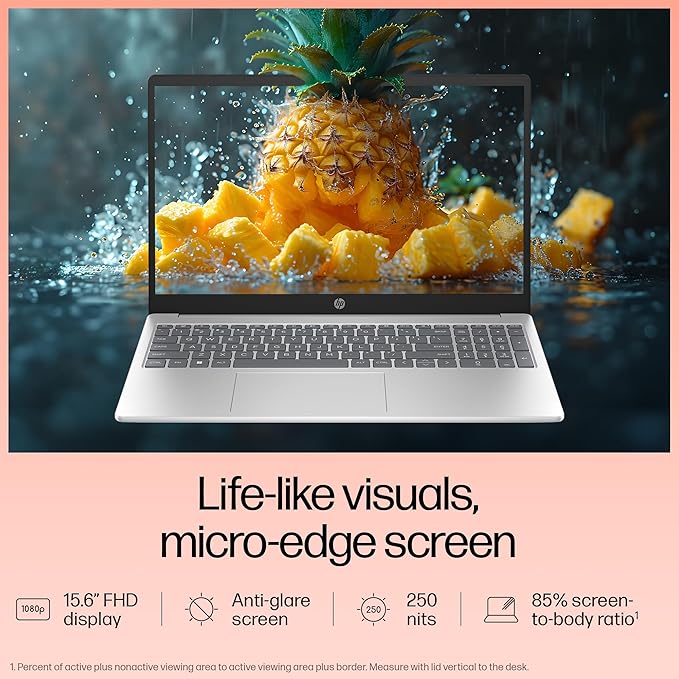 hp
Life-like visuals,
micro-edge screen
1080p
15.6” FHD
display
Anti-glare
screen
250
250
nits
85% screen-
to-body ratio¹
1. Percent of active plus nonactive viewing area to active viewing area plus border. Measure with lid vertical to the desk.